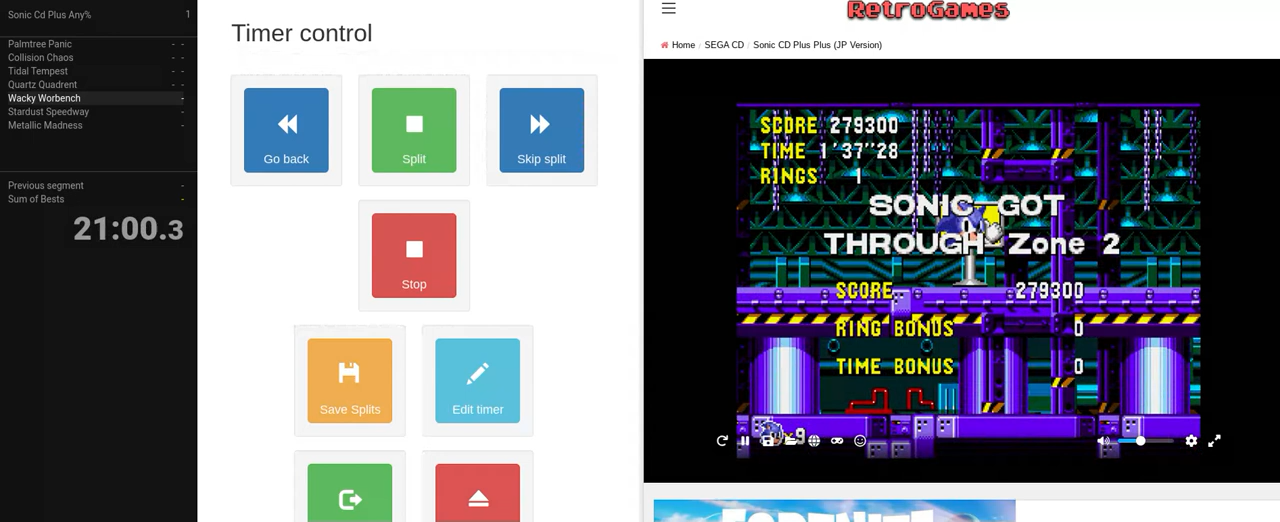 Sonic Cd Plus Any% 1
Palmtree Panic - -
Collision Chaos - -
Tidal Tempest - -
Quartz Quadrent - -
Wacky Worbench -
Stardust Speedway -
Metallic Madness -
Previous segment -
Sum of Bests -
21:00.3
Timer control
Go back
Split
Skip split
Stop
Save Splits
Edit timer
RetroGames
Home / SEGA CD / Sonic CD Plus Plus (JP Version)
SCORE 279300
TIME 1'37"28
RINGS 1
SONIC GOT
THROUGH Zone 2
SCORE 279300
RING BONUS 0
TIME BONUS 0
9
FORTNITE